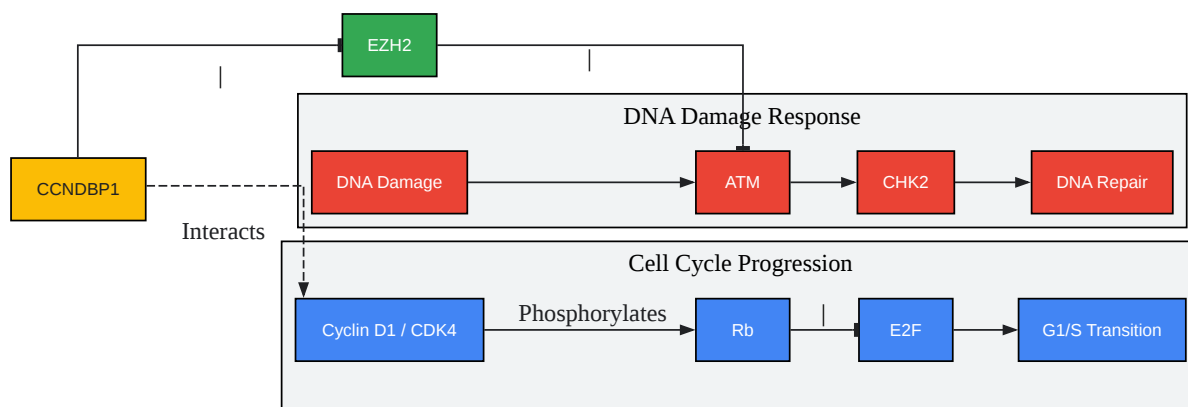 EZH2
|
|
DNA Damage Response
CCNDBP1
DNA Damage
ATM
CHK2
DNA Repair
Interacts
Cell Cycle Progression
Cyclin D1 / CDK4
Phosphorylates
Rb
|
E2F
G1/S Transition